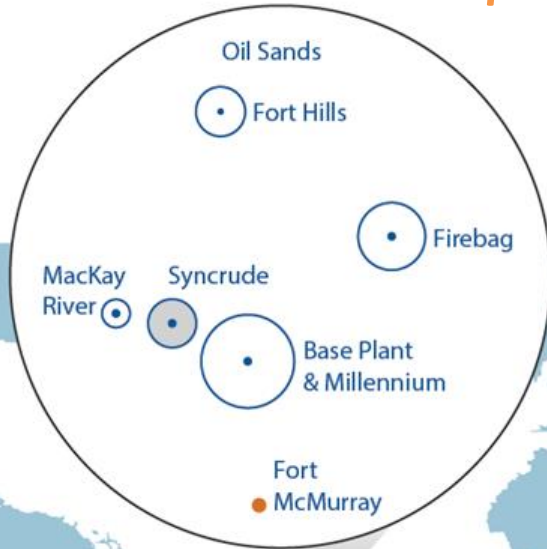 Oil Sands
Fort Hills
Firebag
MacKay
River
Syncrude
Base Plant
& Millennium
Fort
McMurray